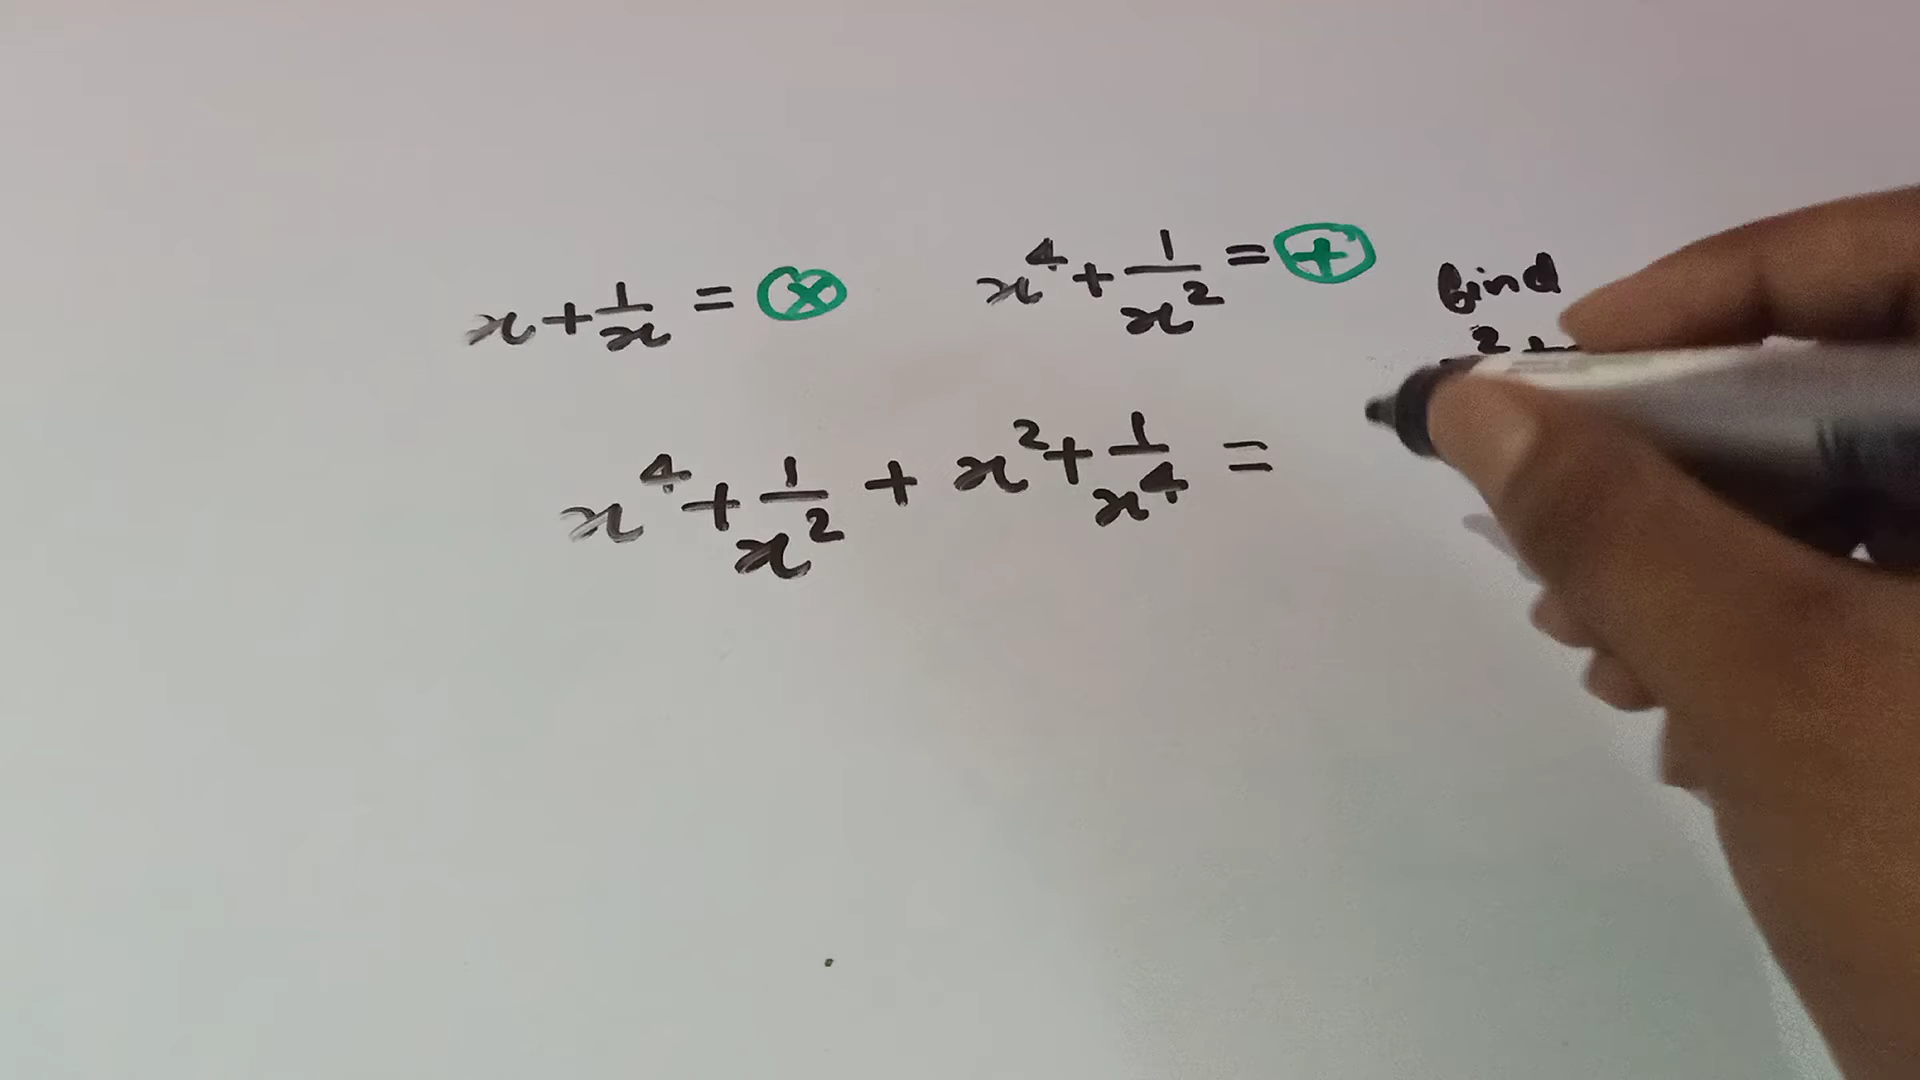 x + 1/x = ⊗
x⁴ + 1/x² = ⊕
find
x⁴ + 1/x² + x² + 1/x⁴ =